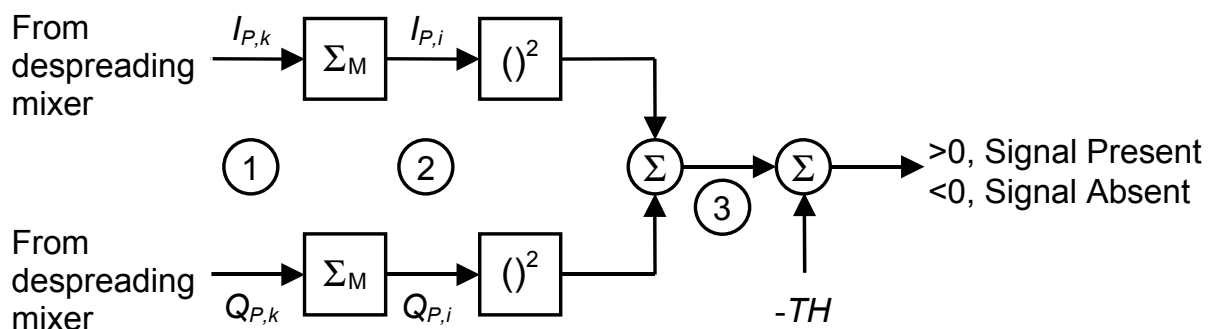 From
despreading
mixer
I_{P,k}
Σ_M
I_{P,i}
()²
1
2
Σ
3
Σ
>0, Signal Present
<0, Signal Absent
From
despreading
mixer
Q_{P,k}
Σ_M
Q_{P,i}
()²
-TH